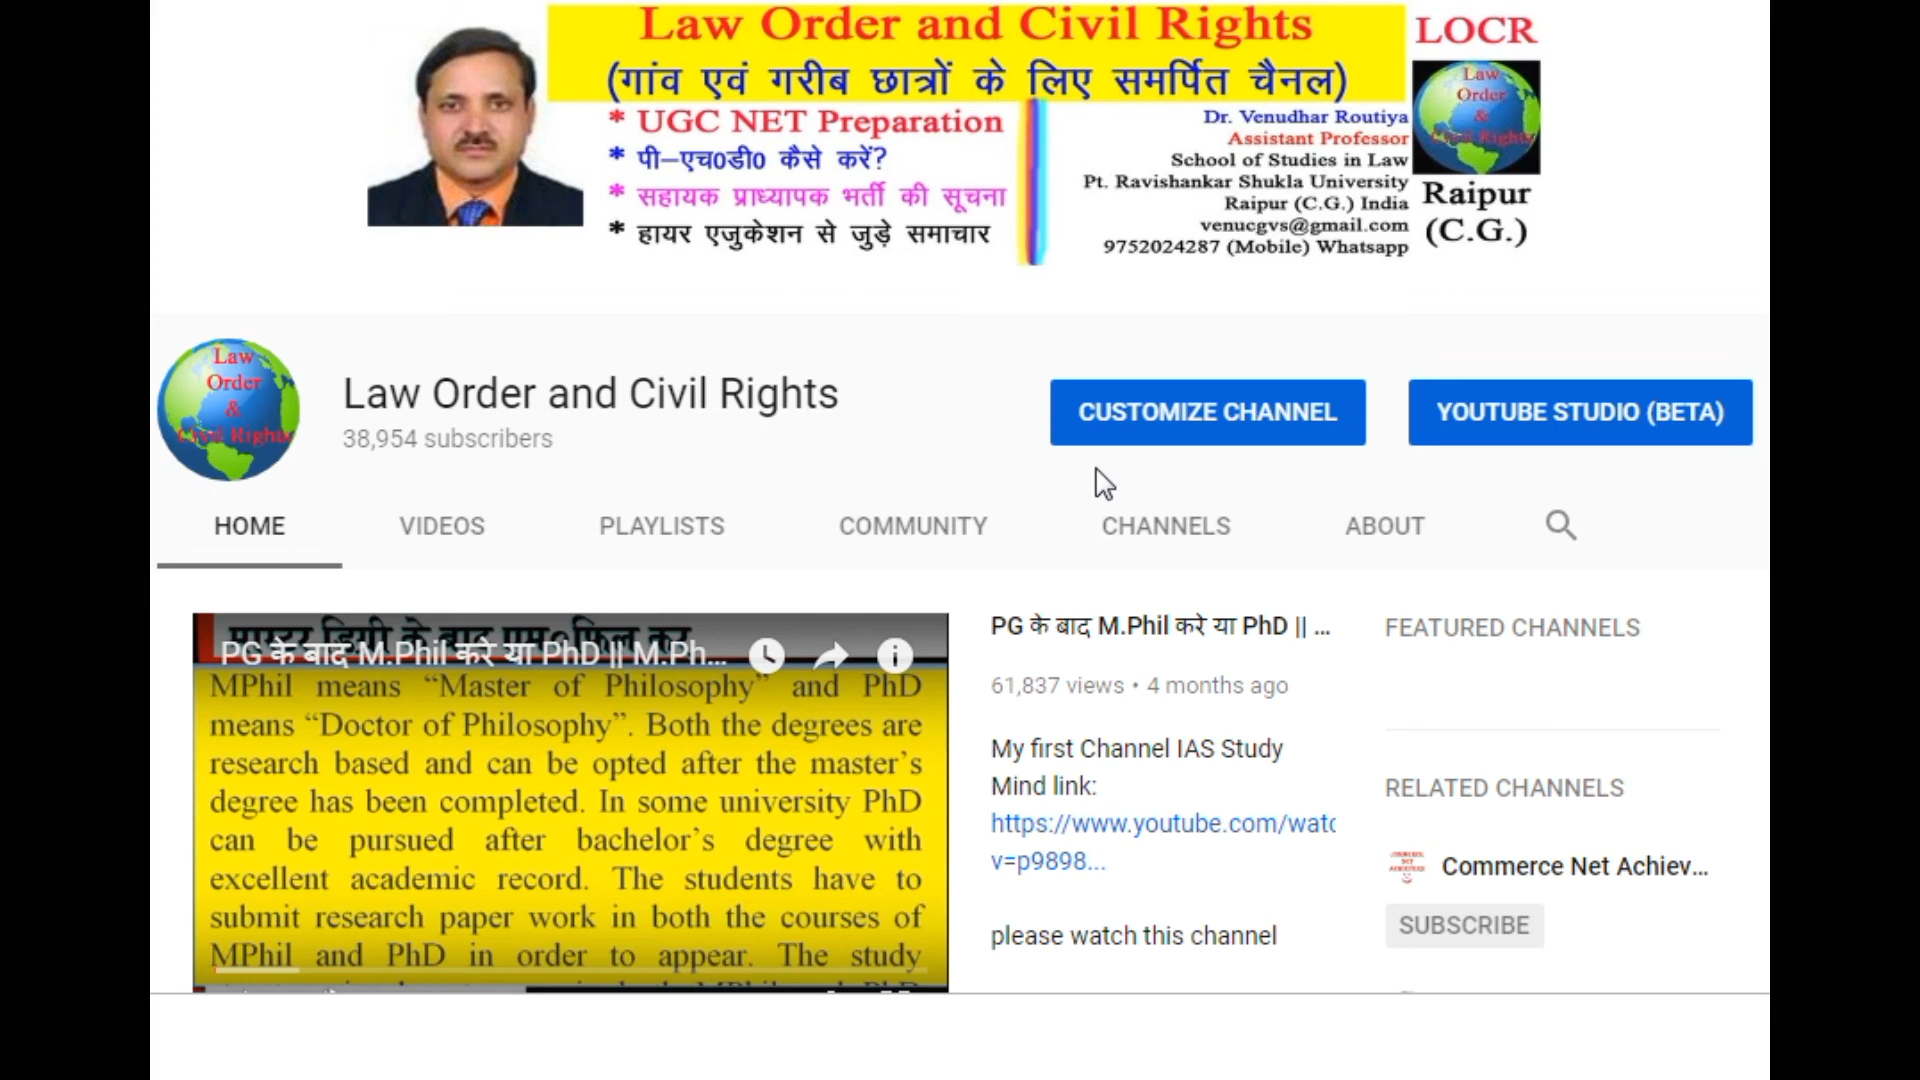 Law Order and Civil Rights
(गांव एवं गरीब छात्रों के लिए समर्पित चैनल)
* UGC NET Preparation
* पी–एच0डी0 कैसे करें?
* सहायक प्राध्यापक भर्ती की सूचना
* हायर एजुकेशन से जुड़े समाचार
Dr. Venudhar Routiya
Assistant Professor
School of Studies in Law
Pt. Ravishankar Shukla University
Raipur (C.G.) India
venucgvs@gmail.com
9752024287 (Mobile) Whatsapp
LOCR
Law
Order
&
Civil Rights
Raipur
(C.G.)
Law
Order
&
Civil Rights
Law Order and Civil Rights
38,954 subscribers
CUSTOMIZE CHANNEL
YOUTUBE STUDIO (BETA)
HOME VIDEOS PLAYLISTS COMMUNITY CHANNELS ABOUT
मास्टर डिग्री के बाद एम०फिल कर
PG के बाद M.Phil करे या PhD || M.Ph...
MPhil means “Master of Philosophy” and PhD
means “Doctor of Philosophy”. Both the degrees are
research based and can be opted after the master’s
degree has been completed. In some university PhD
can be pursued after bachelor’s degree with
excellent academic record. The students have to
submit research paper work in both the courses of
MPhil and PhD in order to appear. The study
PG के बाद M.Phil करे या PhD || ...
61,837 views • 4 months ago
My first Channel IAS Study
Mind link:
https://www.youtube.com/watc
v=p9898...
please watch this channel
FEATURED CHANNELS
RELATED CHANNELS
Commerce Net Achiev...
SUBSCRIBE